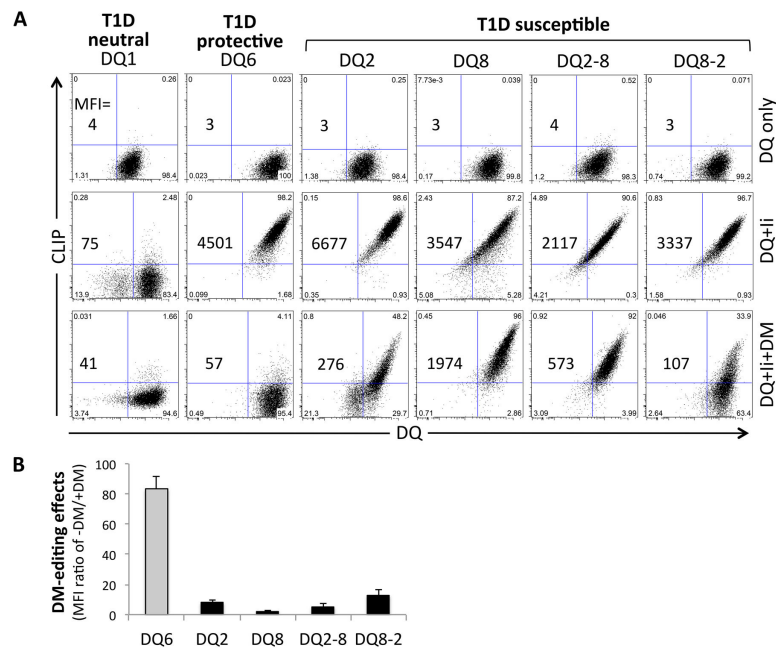 A
T1D neutral
T1D protective
T1D susceptible
DQ1 DQ6 DQ2 DQ8 DQ2-8 DQ8-2
0 0.26 0 0.023 0 0.25 7.73e-3 0.039 0 0.52 0 0.071
MFI=
4 3 3 3 4 3
1.31 98.4 0.023 100 1.38 98.4 0.17 99.8 1.2 98.3 0.74 99.2
DQ only
0.28 2.48 0 98.2 0.15 98.6 2.43 87.2 4.89 90.6 0.83 96.7
75 4501 6677 3547 2117 3337
13.9 83.4 0.099 1.68 0.35 0.93 5.08 5.28 4.21 0.3 1.58 0.93
DQ+Ii
0.031 1.66 0 4.11 0.8 48.2 0.45 96 0.92 92 0.046 33.9
41 57 276 1974 573 107
3.74 94.6 0.49 95.4 21.3 29.7 0.71 2.86 3.09 3.99 2.64 63.4
DQ+Ii+DM
CLIP
DQ
B
DM-editing effects
(MFI ratio of -DM/+DM)
100
80
60
40
20
0
DQ6 DQ2 DQ8 DQ2-8 DQ8-2